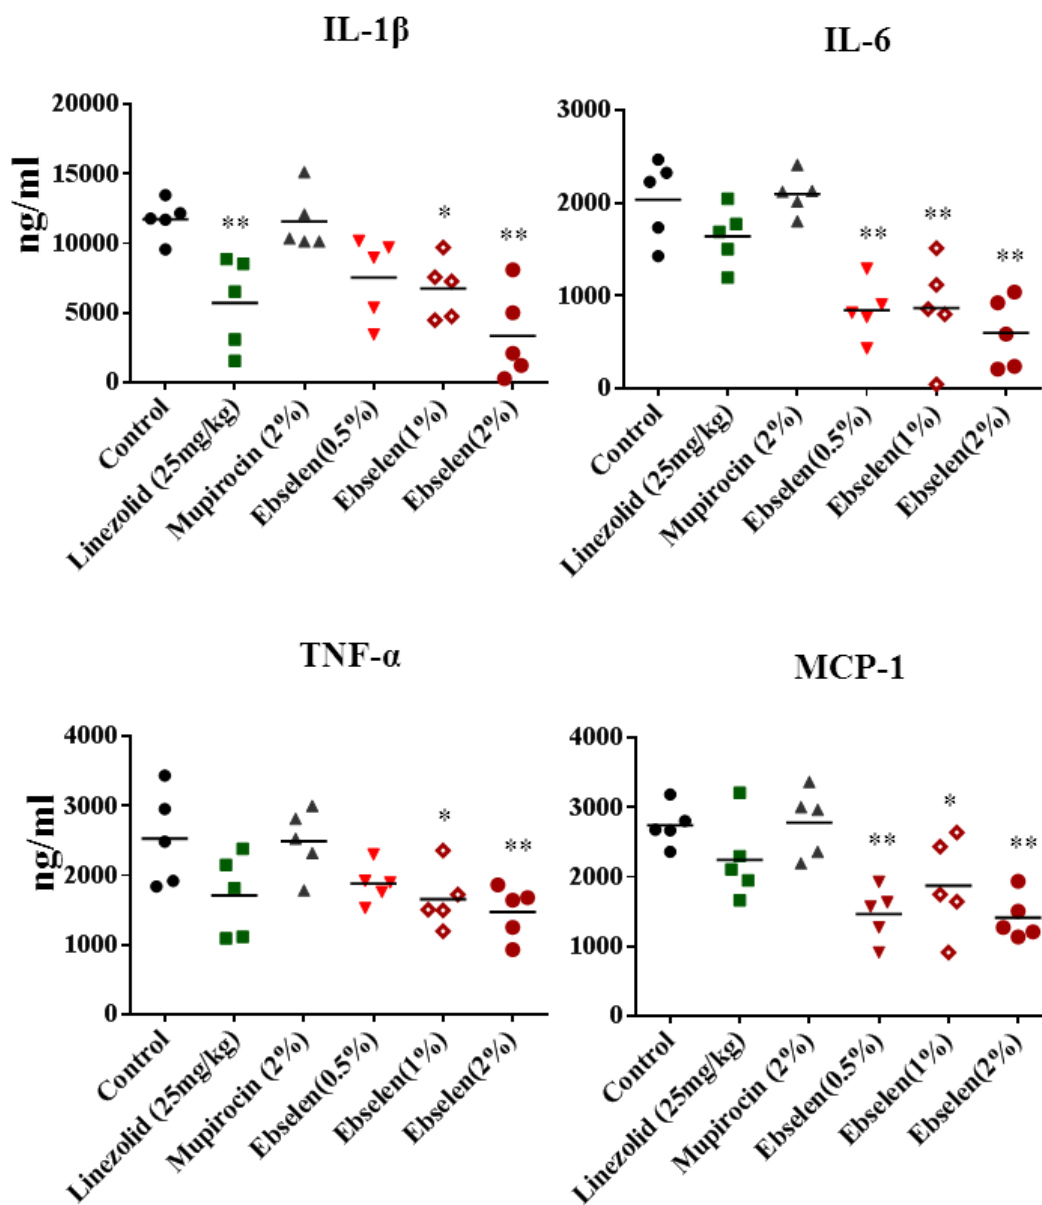 IL-1β
ng/ml
20000
15000
10000
5000
0
**
*
**
Control
Linezolid (25mg/kg)
Mupirocin (2%)
Ebselen(0.5%)
Ebselen(1%)
Ebselen(2%)
IL-6
3000
2000
1000
0
**
**
**
Control
Linezolid (25mg/kg)
Mupirocin (2%)
Ebselen(0.5%)
Ebselen(1%)
Ebselen(2%)
TNF-α
ng/ml
4000
3000
2000
1000
0
*
**
Control
Linezolid (25mg/kg)
Mupirocin (2%)
Ebselen(0.5%)
Ebselen(1%)
Ebselen(2%)
MCP-1
4000
3000
2000
1000
0
**
*
**
Control
Linezolid (25mg/kg)
Mupirocin (2%)
Ebselen(0.5%)
Ebselen(1%)
Ebselen(2%)